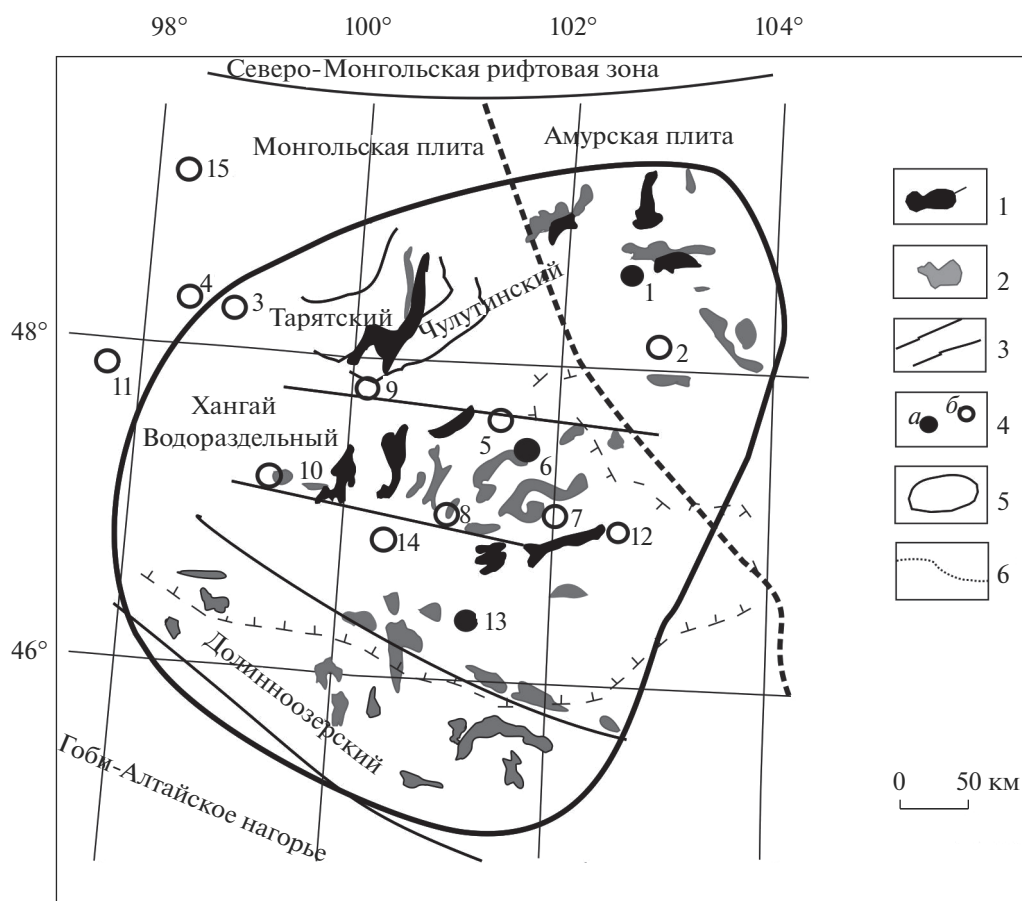 98° 100° 102° 104°
Северо-Монгольская рифтовая зона
Монгольская плита
Амурская плита
15
1
4
3
2
1
Тарятский
Чулутинский
3
48°
2
11
9
Хангай
Водораздельный
а б
4
5
6
10
8
7
12
14
5
13
6
46°
Долинноозерский
Гоби-Алтайское нагорье
0 50 км